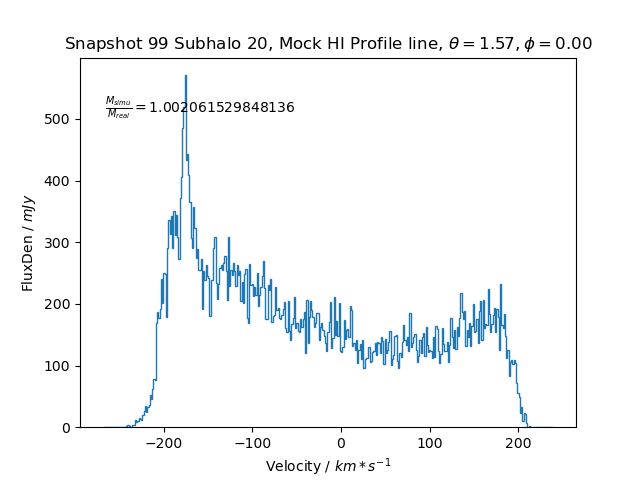 Snapshot 99 Subhalo 20, Mock HI Profile line, θ = 1.57, ϕ = 0.00
M_simu/M_real = 1.002061529848136
FluxDen / mJy
500
400
300
200
100
0
−200
−100
0
100
200
Velocity / km * s⁻¹